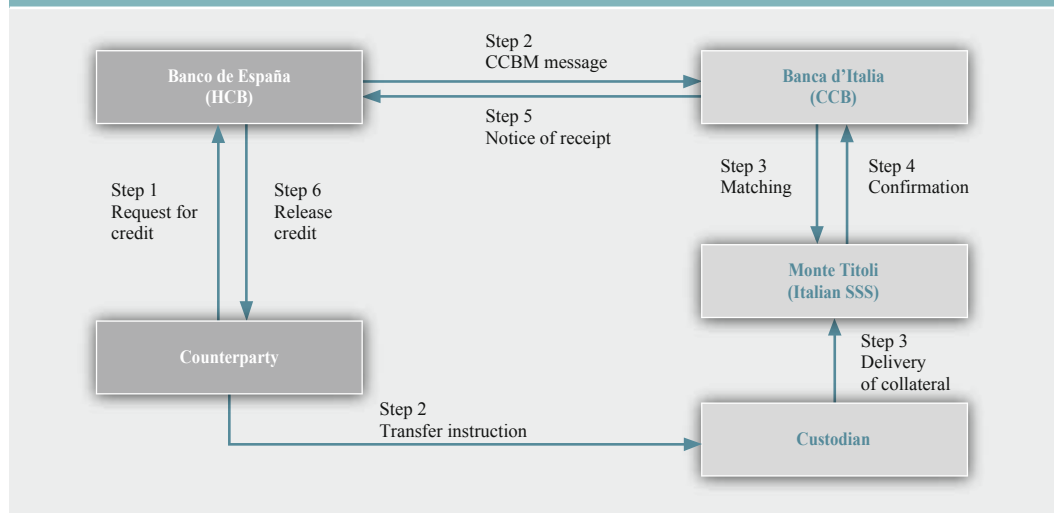 Step 2
CCBM message
Banco de España
(HCB)
Banca d’Italia
(CCB)
Step 5
Notice of receipt
Step 1
Request for
credit
Step 6
Release
credit
Step 3
Matching
Step 4
Confirmation
Monte Titoli
(Italian SSS)
Counterparty
Step 3
Delivery
of collateral
Step 2
Transfer instruction
Custodian